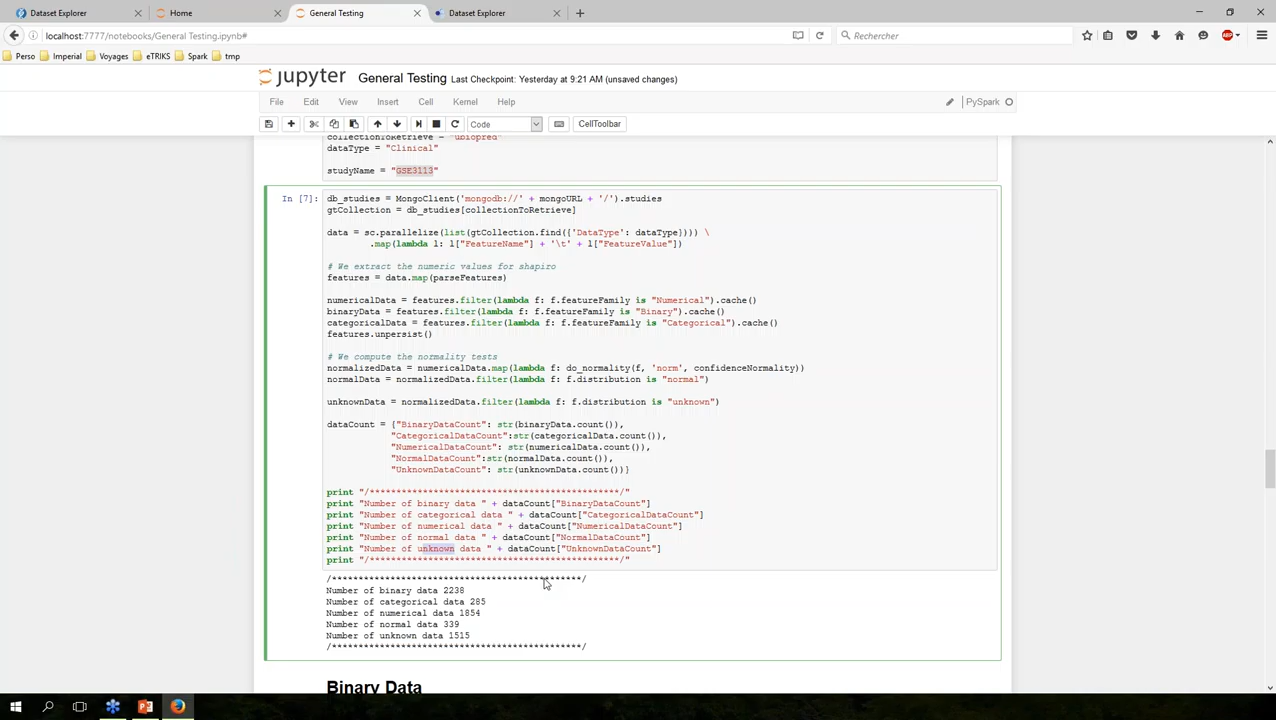 Dataset Explorer
Home
General Testing
Dataset Explorer
localhost:7777/notebooks/General Testing.ipynb#
Rechercher
Perso
Imperial
Voyages
eTRIKS
Spark
tmp
jupyter General Testing Last Checkpoint: Yesterday at 9:21 AM (unsaved changes)
File Edit View Insert Cell Kernel Help
PySpark
Code
CellToolbar
collectionToRetrieve = "ubiopred"
dataType = "Clinical"
studyName = "GSE3113"
In [7]: db_studies = MongoClient('mongodb://' + mongoURL + '/').studies
gtCollection = db_studies[collectionToRetrieve]
data = sc.parallelize(list(gtCollection.find({'DataType': dataType}))) \
.map(lambda l: l["FeatureName"] + '\t' + l["FeatureValue"])
# We extract the numeric values for shapiro
features = data.map(parseFeatures)
numericalData = features.filter(lambda f: f.featureFamily is "Numerical").cache()
binaryData = features.filter(lambda f: f.featureFamily is "Binary").cache()
categoricalData = features.filter(lambda f: f.featureFamily is "Categorical").cache()
features.unpersist()
# We compute the normality tests
normalizedData = numericalData.map(lambda f: do_normality(f, 'norm', confidenceNormality))
normalData = normalizedData.filter(lambda f: f.distribution is "normal")
unknownData = normalizedData.filter(lambda f: f.distribution is "unknown")
dataCount = {"BinaryDataCount": str(binaryData.count()),
"CategoricalDataCount":str(categoricalData.count()),
"NumericalDataCount": str(numericalData.count()),
"NormalDataCount":str(normalData.count()),
"UnknownDataCount": str(unknownData.count())}
print "/***********************************************/"
print "Number of binary data " + dataCount["BinaryDataCount"]
print "Number of categorical data " + dataCount["CategoricalDataCount"]
print "Number of numerical data " + dataCount["NumericalDataCount"]
print "Number of normal data " + dataCount["NormalDataCount"]
print "Number of unknown data " + dataCount["UnknownDataCount"]
print "/***********************************************/"
/***********************************************/
Number of binary data 2238
Number of categorical data 285
Number of numerical data 1854
Number of normal data 339
Number of unknown data 1515
/***********************************************/
Binary Data